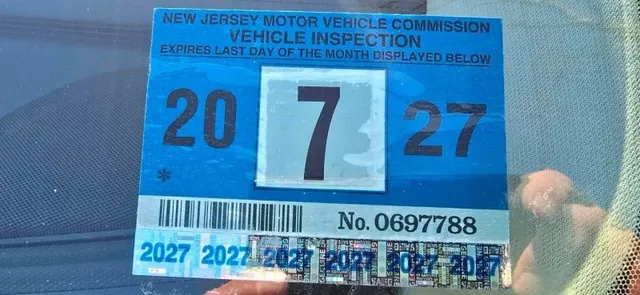 NEW JERSEY MOTOR VEHICLE COMMISSION
VEHICLE INSPECTION
EXPIRES LAST DAY OF THE MONTH DISPLAYED BELOW
20 7 27
*
No. 0697788
2027 2027 2027 2027 2027 2027